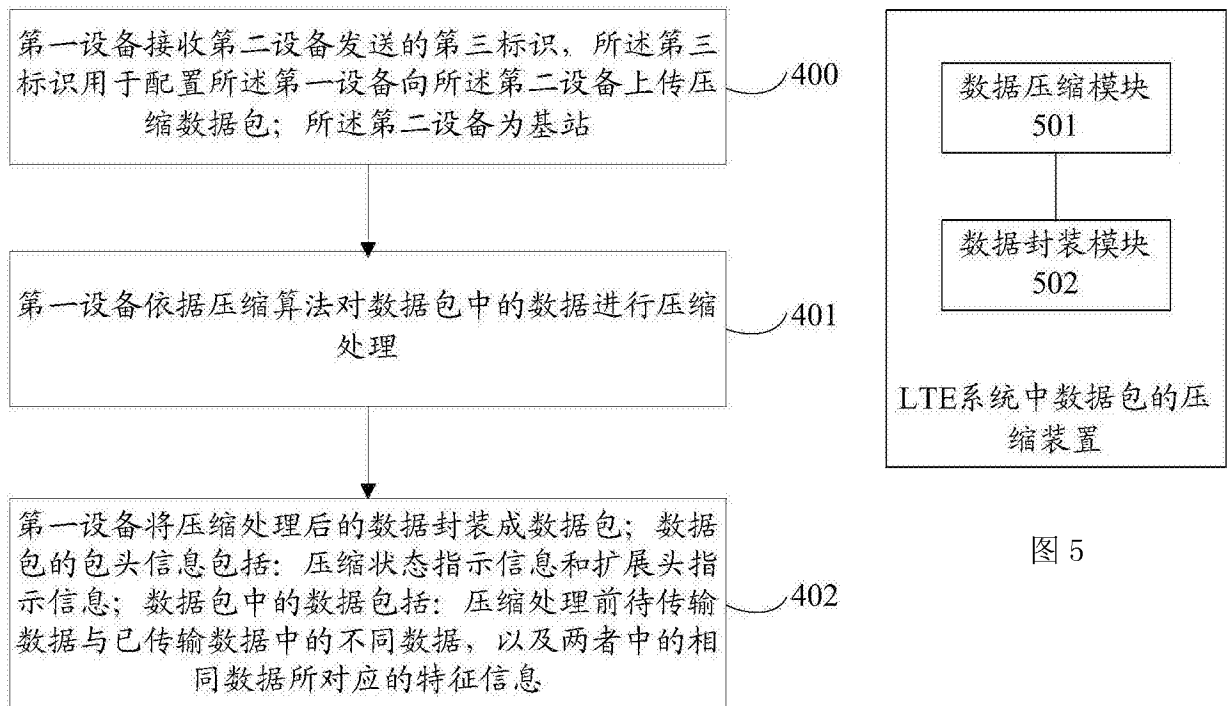 第一设备接收第二设备发送的第三标识，所述第三
标识用于配置所述第一设备向所述第二设备上传压
缩数据包；所述第二设备为基站
400
第一设备依据压缩算法对数据包中的数据进行压缩
处理
401
第一设备将压缩处理后的数据封装成数据包；数据
包的包头信息包括：压缩状态指示信息和扩展头指
示信息；数据包中的数据包括：压缩处理前待传输
数据与已传输数据中的不同数据，以及两者中的相
同数据所对应的特征信息
402
数据压缩模块
501
数据封装模块
502
LTE系统中数据包的压
缩装置
图 5